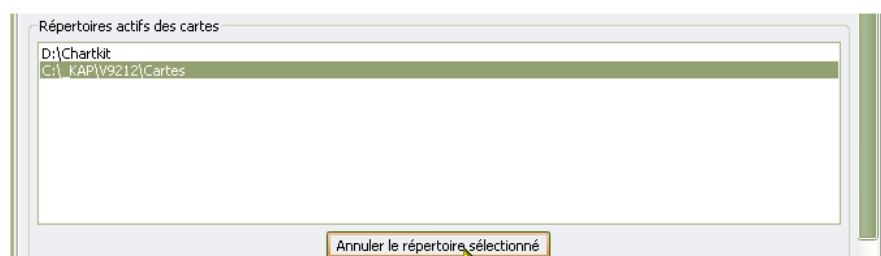 Répertoires actifs des cartes
D:\Chartkit
C:\_KAP\V9212\Cartes
Annuler le répertoire sélectionné